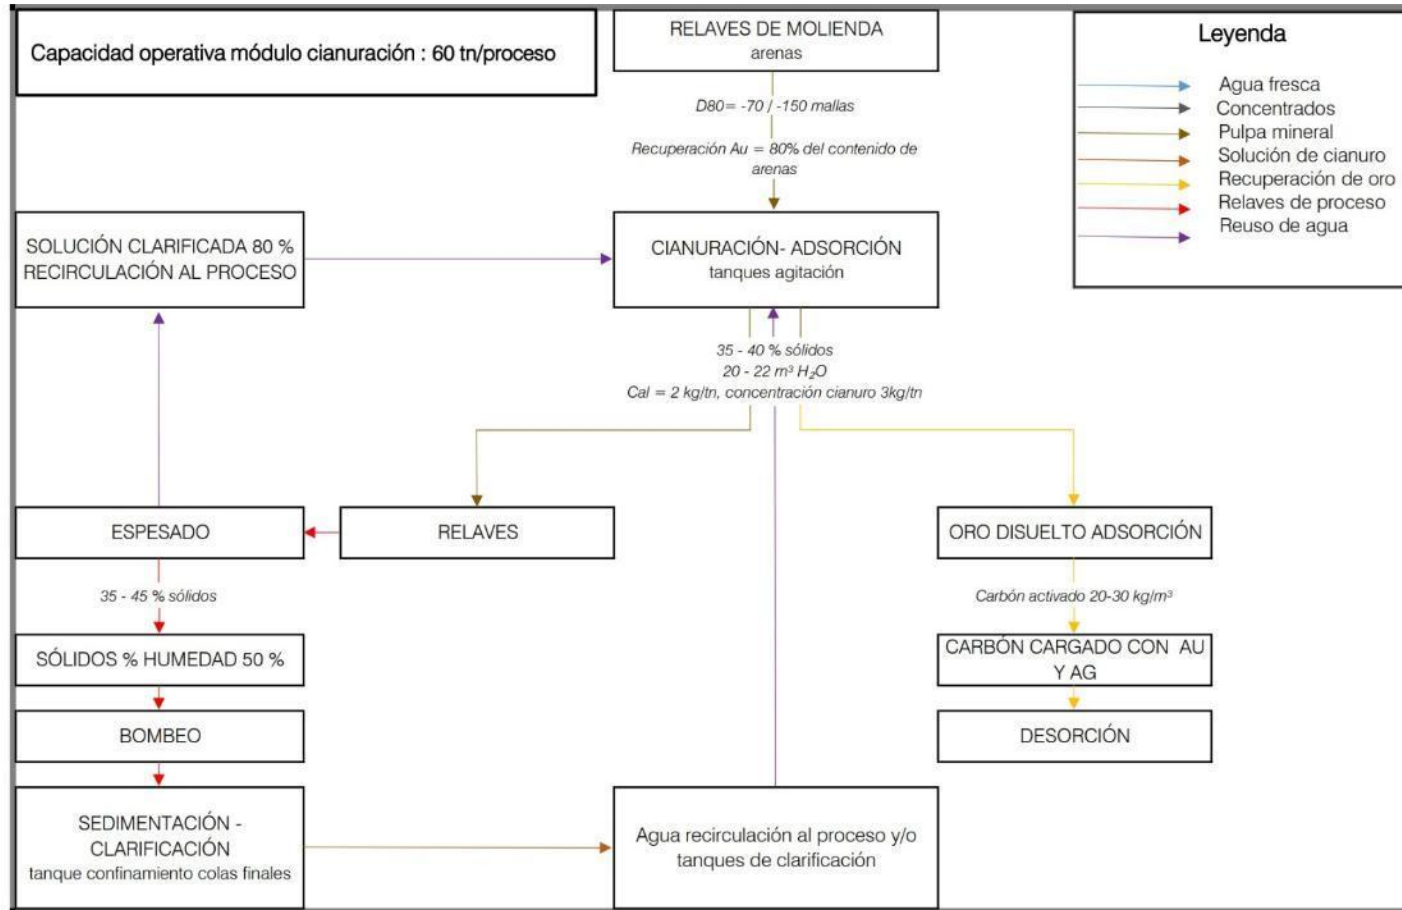 Capacidad operativa módulo cianuración : 60 tn/proceso
RELAVES DE MOLIENDA
arenas
Leyenda
Agua fresca
Concentrados
Pulpa mineral
Solución de cianuro
Recuperación de oro
Relaves de proceso
Reuso de agua
D80= -70 / -150 mallas
Recuperación Au = 80% del contenido de
arenas
SOLUCIÓN CLARIFICADA 80 %
RECIRCULACIÓN AL PROCESO
CIANURACIÓN- ADSORCIÓN
tanques agitación
35 - 40 % sólidos
20 - 22 m³ H₂O
Cal = 2 kg/tn, concentración cianuro 3kg/tn
ESPESADO
RELAVES
ORO DISUELTO ADSORCIÓN
35 - 45 % sólidos
Carbón activado 20-30 kg/m³
SÓLIDOS % HUMEDAD 50 %
CARBÓN CARGADO CON AU
Y AG
BOMBEO
DESORCIÓN
SEDIMENTACIÓN -
CLARIFICACIÓN
tanque confinamiento colas finales
Agua recirculación al proceso y/o
tanques de clarificación